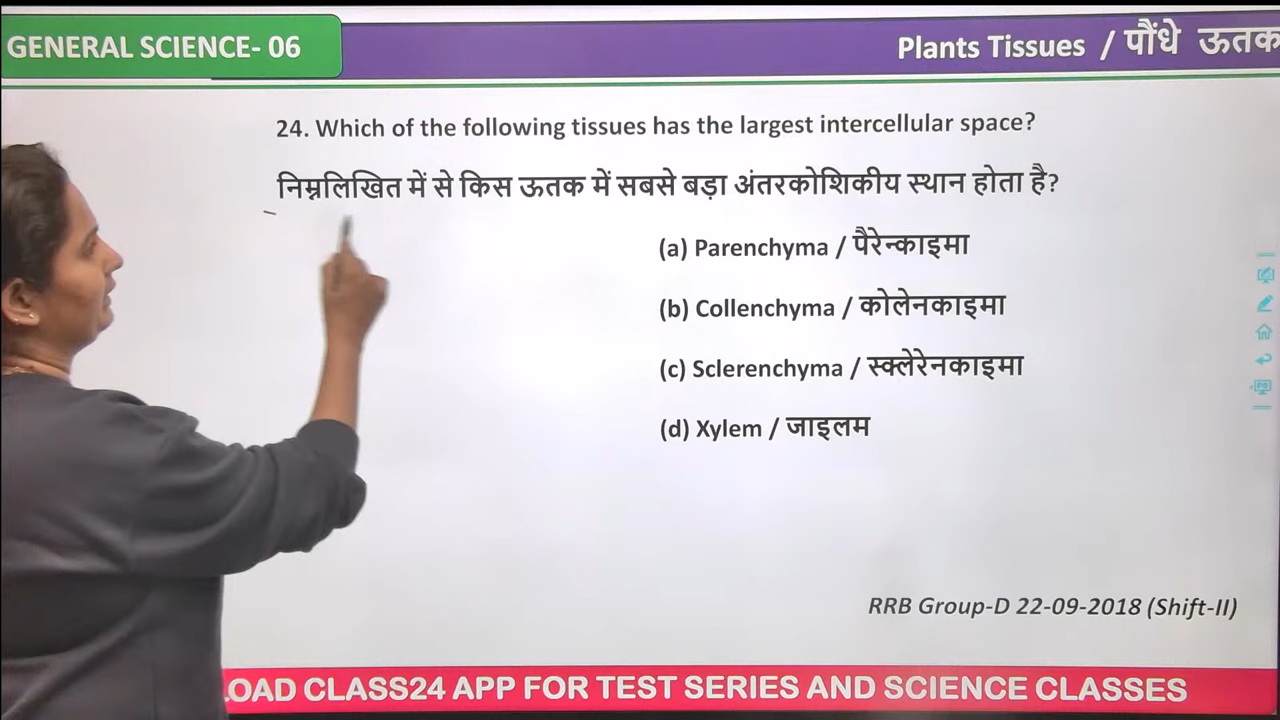 GENERAL SCIENCE- 06
Plants Tissues / पौंधे ऊतक
24. Which of the following tissues has the largest intercellular space?
निम्नलिखित में से किस ऊतक में सबसे बड़ा अंतरकोशिकीय स्थान होता है?
(a) Parenchyma / पैरेन्काइमा
(b) Collenchyma / कोलेनकाइमा
(c) Sclerenchyma / स्क्लेरेनकाइमा
(d) Xylem / जाइलम
RRB Group-D 22-09-2018 (Shift-II)
OAD CLASS24 APP FOR TEST SERIES AND SCIENCE CLASSES